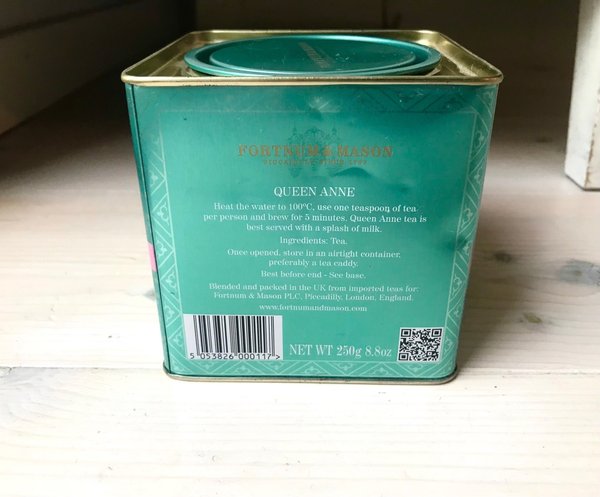 FORTNUM & MASON
QUEEN ANNE
Heat the water to 100ºC, use one teaspoon of tea
per person and brew for 5 minutes. Queen Anne tea is
best served with a splash of milk.
Ingredients: Tea.
Once opened, store in an airtight container,
preferably a tea caddy.
Best before end - See base.
Blended and packed in the UK from imported teas for:
Fortnum & Mason PLC, Piccadilly, London, England.
www.fortnumandmason.com
5 053826 000117 >
NET WT 250g 8.8oz